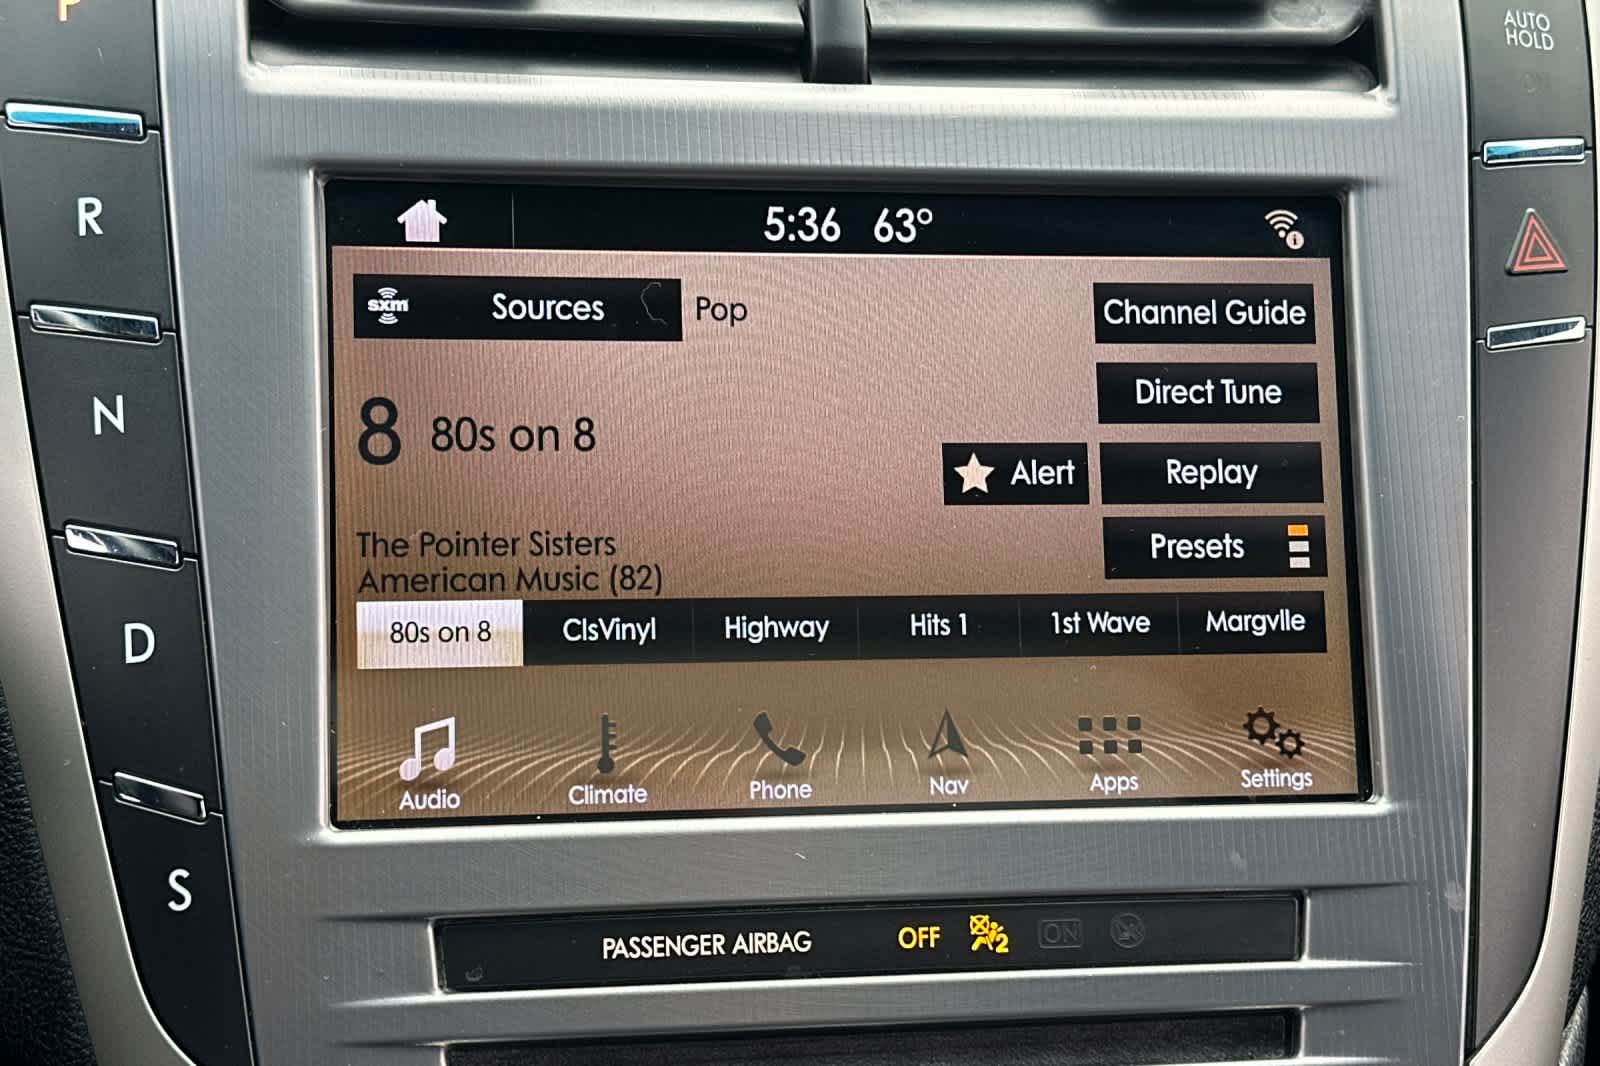 P
AUTO
HOLD
R
N
D
S
5:36 63°
sxm Sources Pop
Channel Guide
Direct Tune
8 80s on 8
Alert Replay
Presets
The Pointer Sisters
American Music (82)
80s on 8 ClsVinyl Highway Hits 1 1st Wave Margvlle
Audio Climate Phone Nav Apps Settings
PASSENGER AIRBAG OFF 2 ON